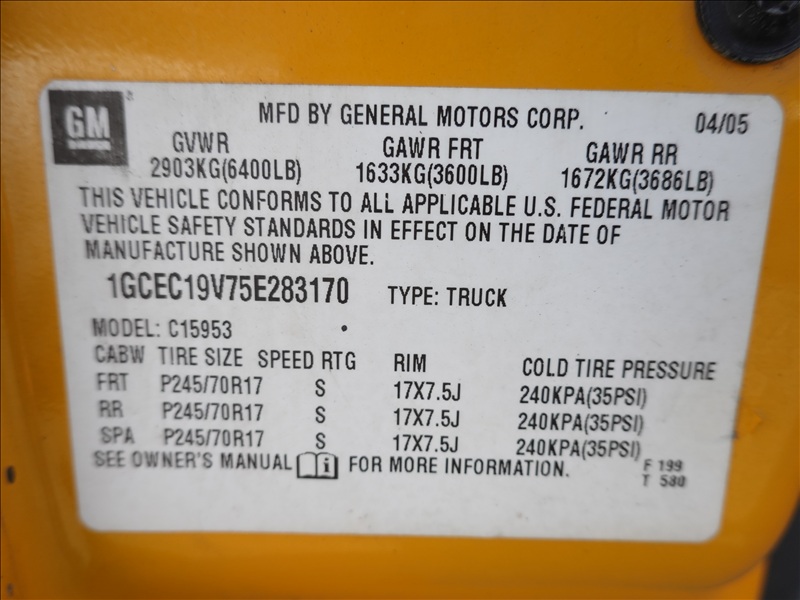 GM
MFD BY GENERAL MOTORS CORP. 04/05
GVWR GAWR FRT GAWR RR
2903KG(6400LB) 1633KG(3600LB) 1672KG(3686LB)
THIS VEHICLE CONFORMS TO ALL APPLICABLE U.S. FEDERAL MOTOR
VEHICLE SAFETY STANDARDS IN EFFECT ON THE DATE OF
MANUFACTURE SHOWN ABOVE.
1GCEC19V75E283170 TYPE: TRUCK
MODEL: C15953
CABW TIRE SIZE SPEED RTG RIM COLD TIRE PRESSURE
FRT P245/70R17 S 17X7.5J 240KPA(35PSI)
RR P245/70R17 S 17X7.5J 240KPA(35PSI)
SPA P245/70R17 S 17X7.5J 240KPA(35PSI)
SEE OWNER'S MANUAL i FOR MORE INFORMATION.
F 199
T 580